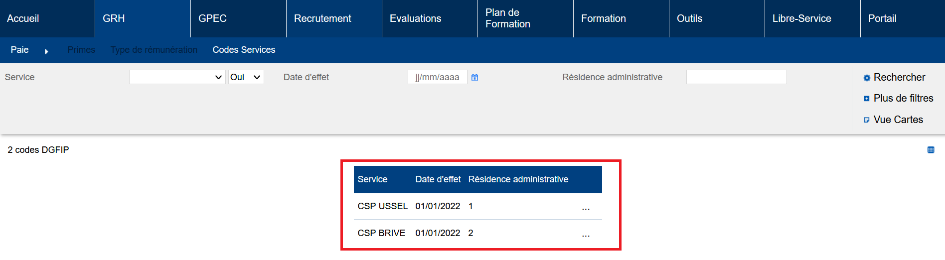 Accueil GRH GPEC Recrutement Evaluations Plan de Formation Formation Outils Libre-Service Portail
Paie Primes Type de rémunération Codes Services
Service Oui Date d'effet jj/mm/aaaa Résidence administrative Rechercher
Plus de filtres
Vue Cartes
2 codes DGFIP
Service Date d'effet Résidence administrative
CSP USSEL 01/01/2022 1 ...
CSP BRIVE 01/01/2022 2 ...